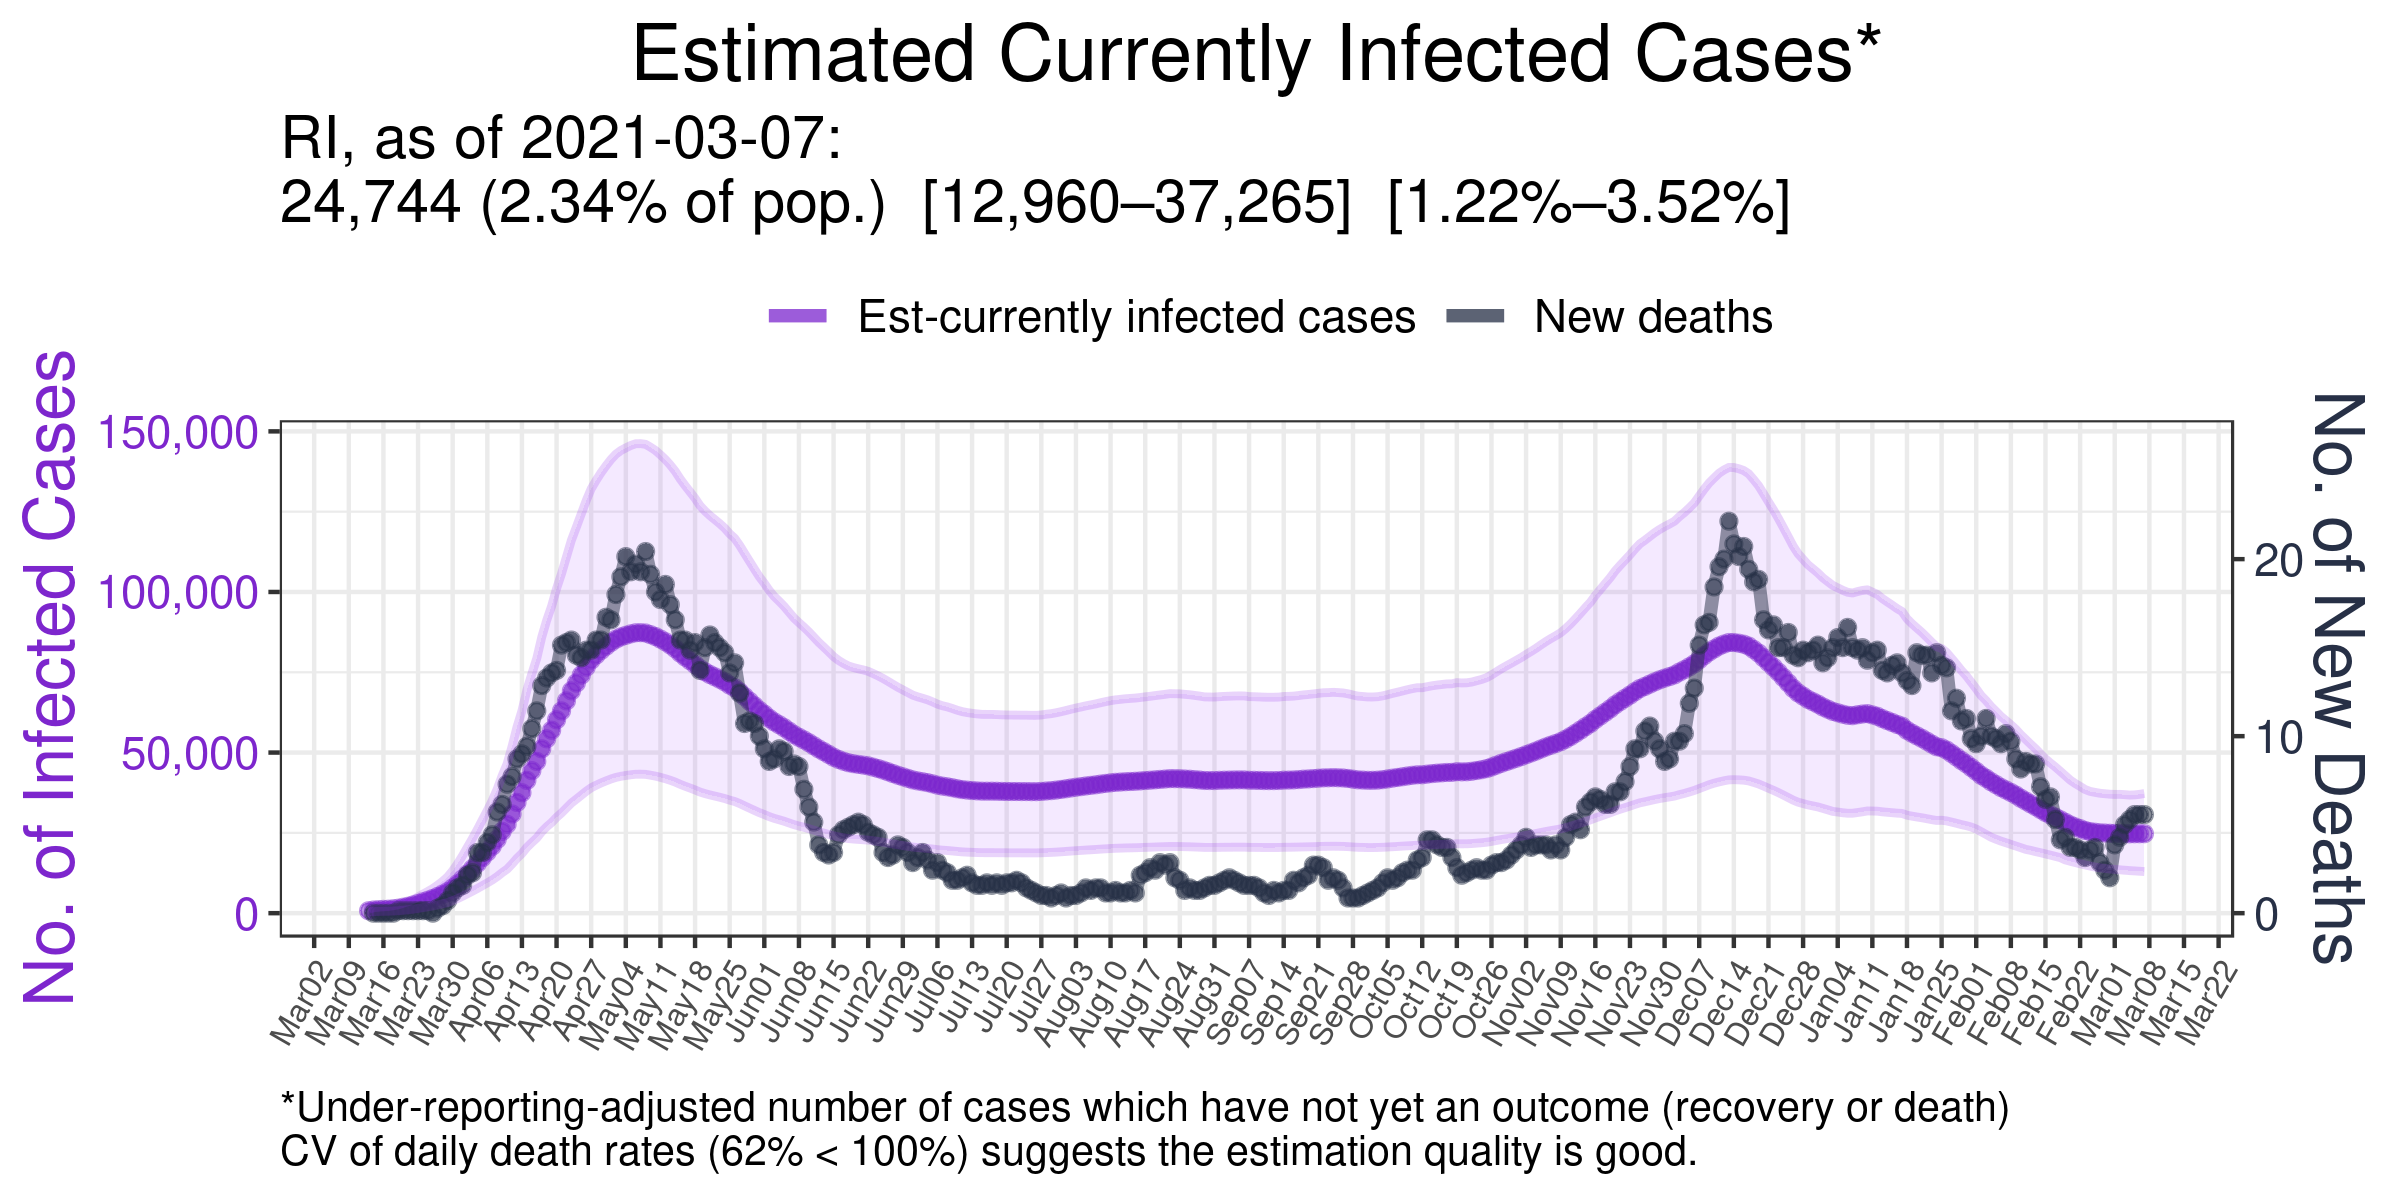 Estimated Currently Infected Cases*
RI, as of 2021-03-07:
24,744 (2.34% of pop.) [12,960–37,265] [1.22%–3.52%]
Est-currently infected cases
New deaths
No. of Infected Cases
150,000
100,000
50,000
0
20
10
0
No. of New Deaths
Mar02
Mar09
Mar16
Mar23
Mar30
Apr06
Apr13
Apr20
Apr27
May04
May11
May18
May25
Jun01
Jun08
Jun15
Jun22
Jun29
Jul06
Jul13
Jul20
Jul27
Aug03
Aug10
Aug17
Aug24
Aug31
Sep07
Sep14
Sep21
Sep28
Oct05
Oct12
Oct19
Oct26
Nov02
Nov09
Nov16
Nov23
Nov30
Dec07
Dec14
Dec21
Dec28
Jan04
Jan11
Jan18
Jan25
Feb01
Feb08
Feb15
Feb22
Mar01
Mar08
Mar15
Mar22
*Under-reporting-adjusted number of cases which have not yet an outcome (recovery or death)
CV of daily death rates (62% < 100%) suggests the estimation quality is good.